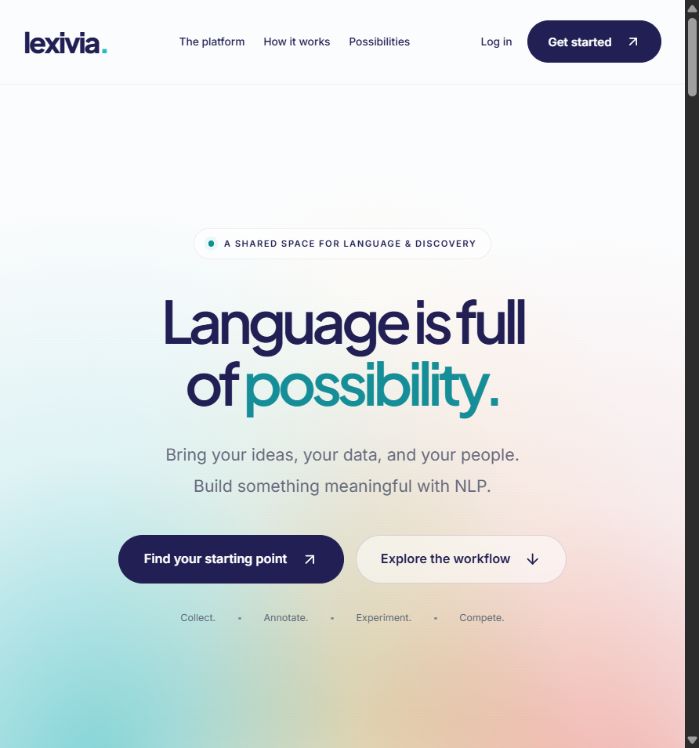 lexivia.
The platform
How it works
Possibilities
Log in
Get started
A SHARED SPACE FOR LANGUAGE & DISCOVERY
Language is full
of possibility.
Bring your ideas, your data, and your people.
Build something meaningful with NLP.
Find your starting point
Explore the workflow
Collect. • Annotate. • Experiment. • Compete.